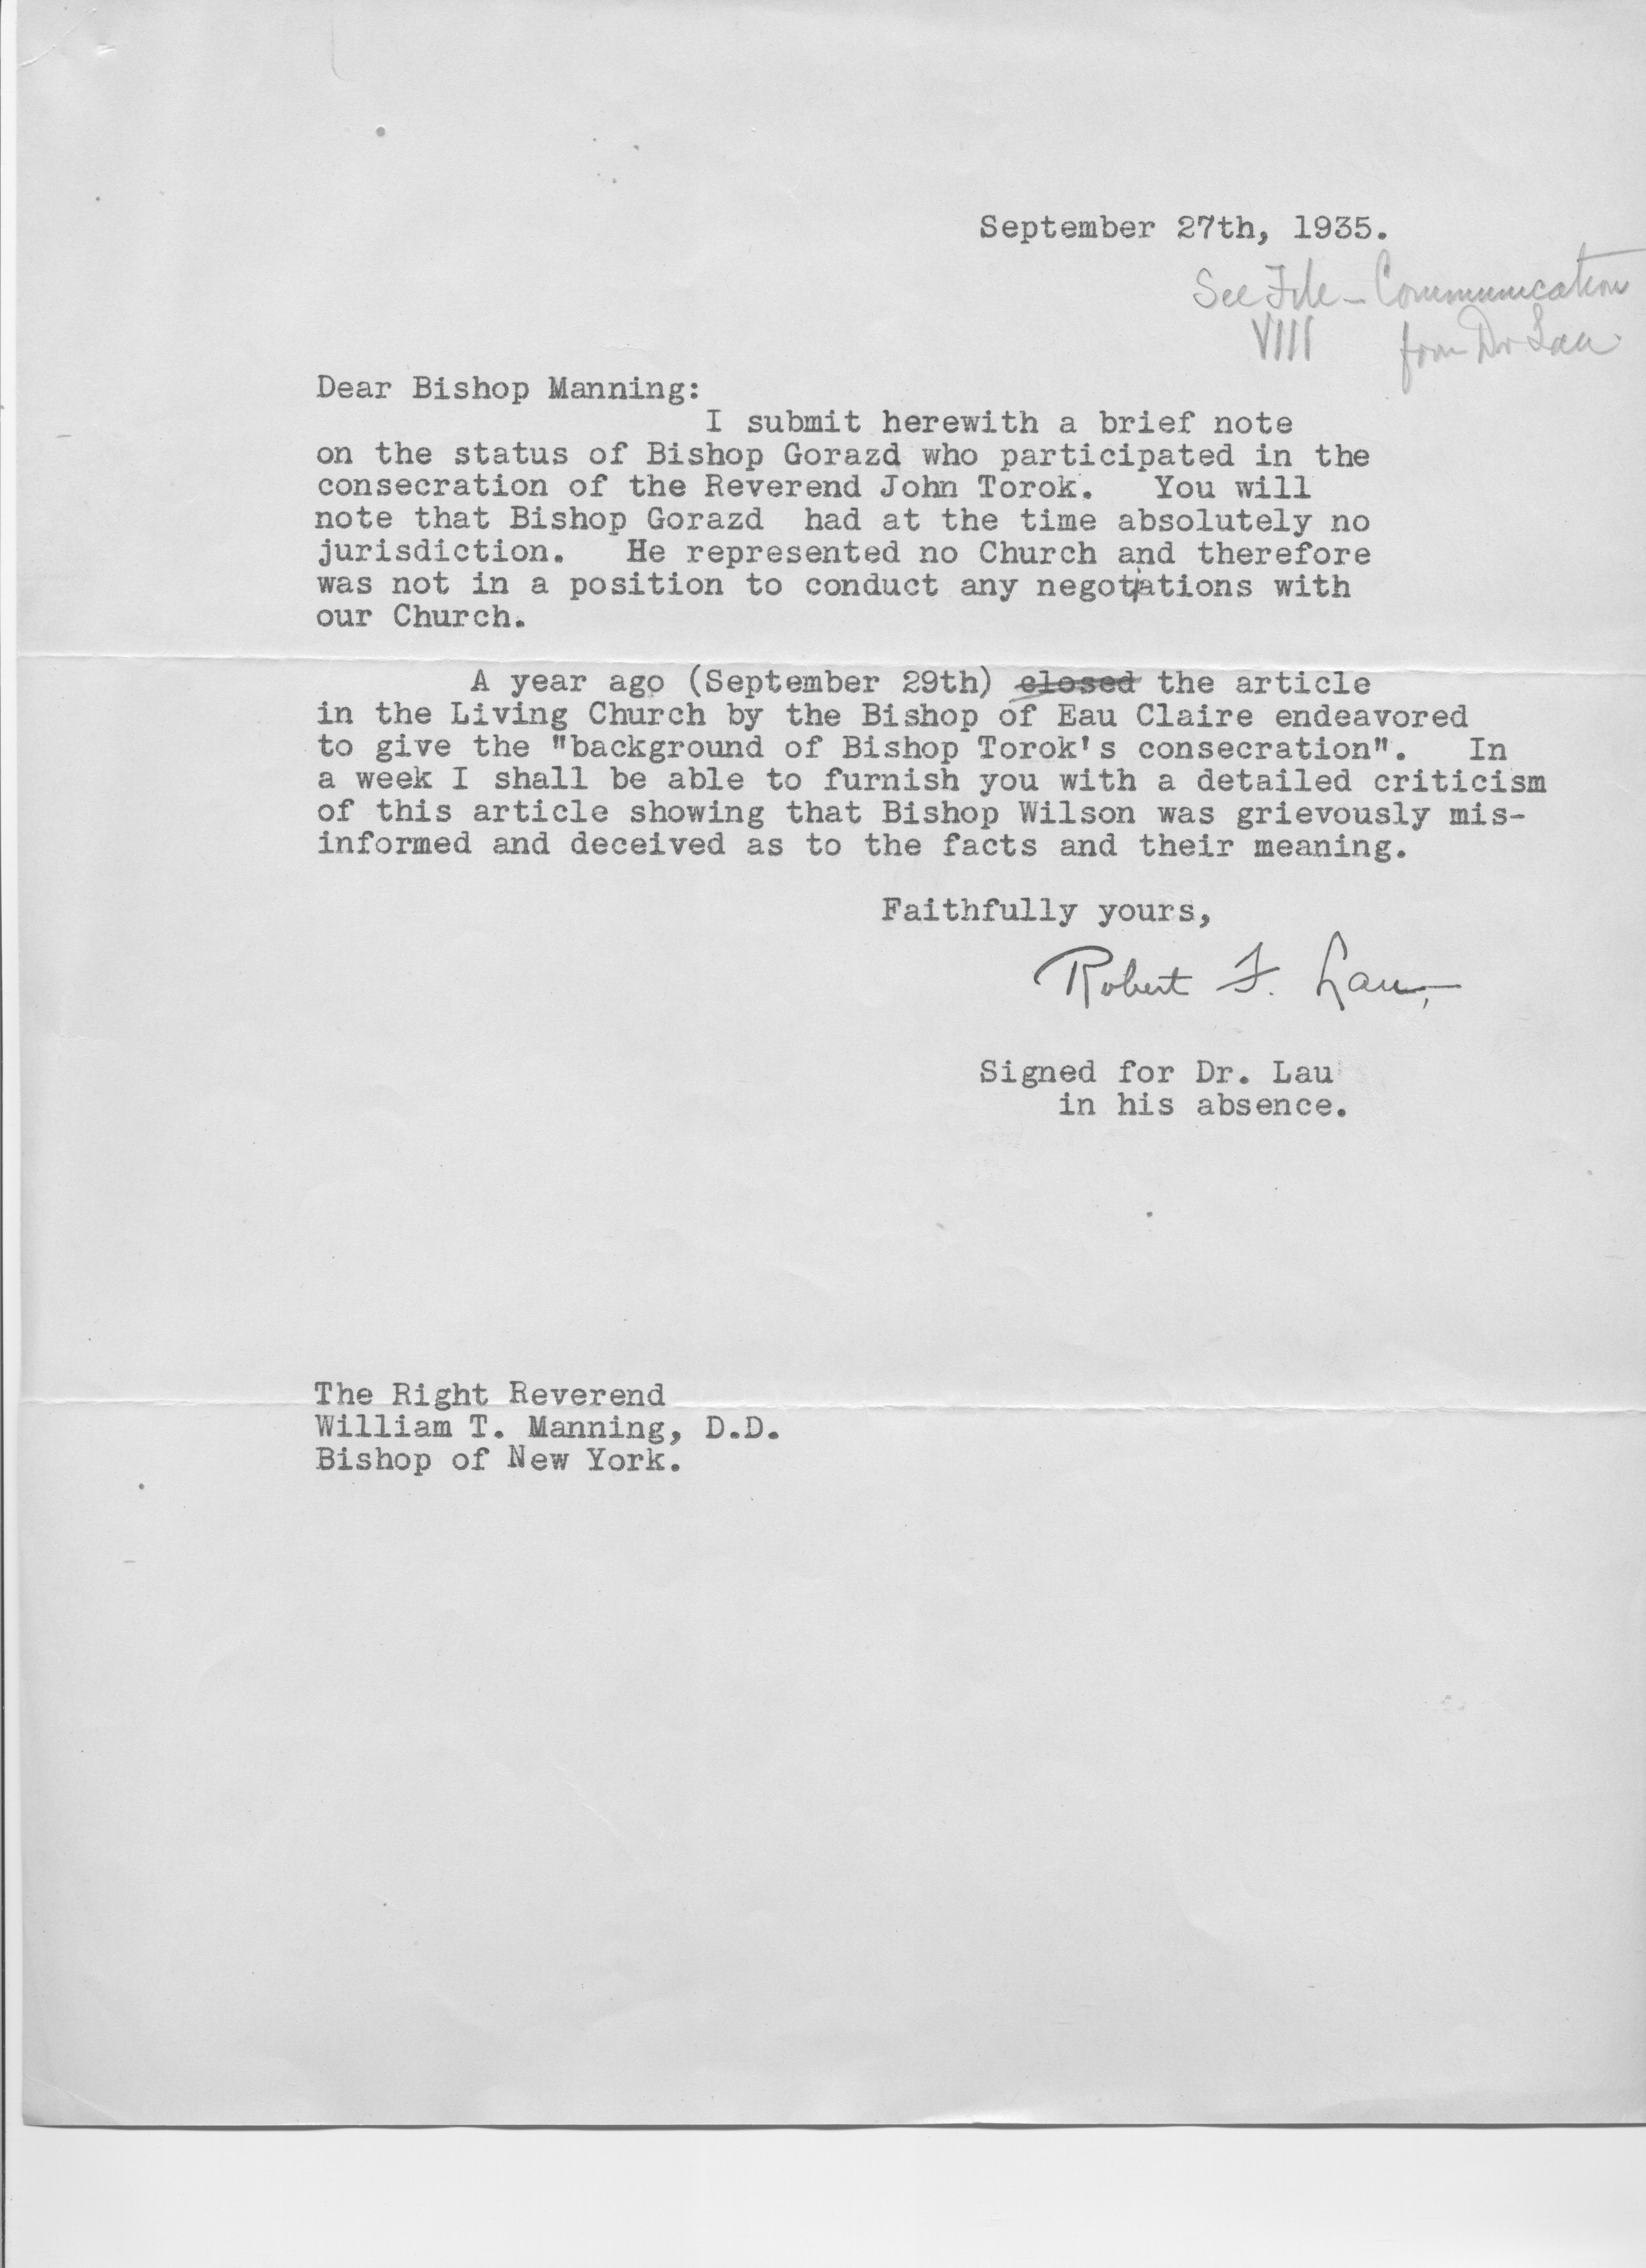 September 27th, 1935.
See File - Communication
VIII from Dr Lau
Dear Bishop Manning:
I submit herewith a brief note
on the status of Bishop Gorazd who participated in the
consecration of the Reverend John Torok. You will
note that Bishop Gorazd had at the time absolutely no
jurisdiction. He represented no Church and therefore
was not in a position to conduct any negotiations with
our Church.
A year ago (September 29th) closed the article
in the Living Church by the Bishop of Eau Claire endeavored
to give the "background of Bishop Torok's consecration". In
a week I shall be able to furnish you with a detailed criticism
of this article showing that Bishop Wilson was grievously mis-
informed and deceived as to the facts and their meaning.
Faithfully yours,
Robert F. Lau,-
Signed for Dr. Lau
in his absence.
The Right Reverend
William T. Manning, D.D.
Bishop of New York.